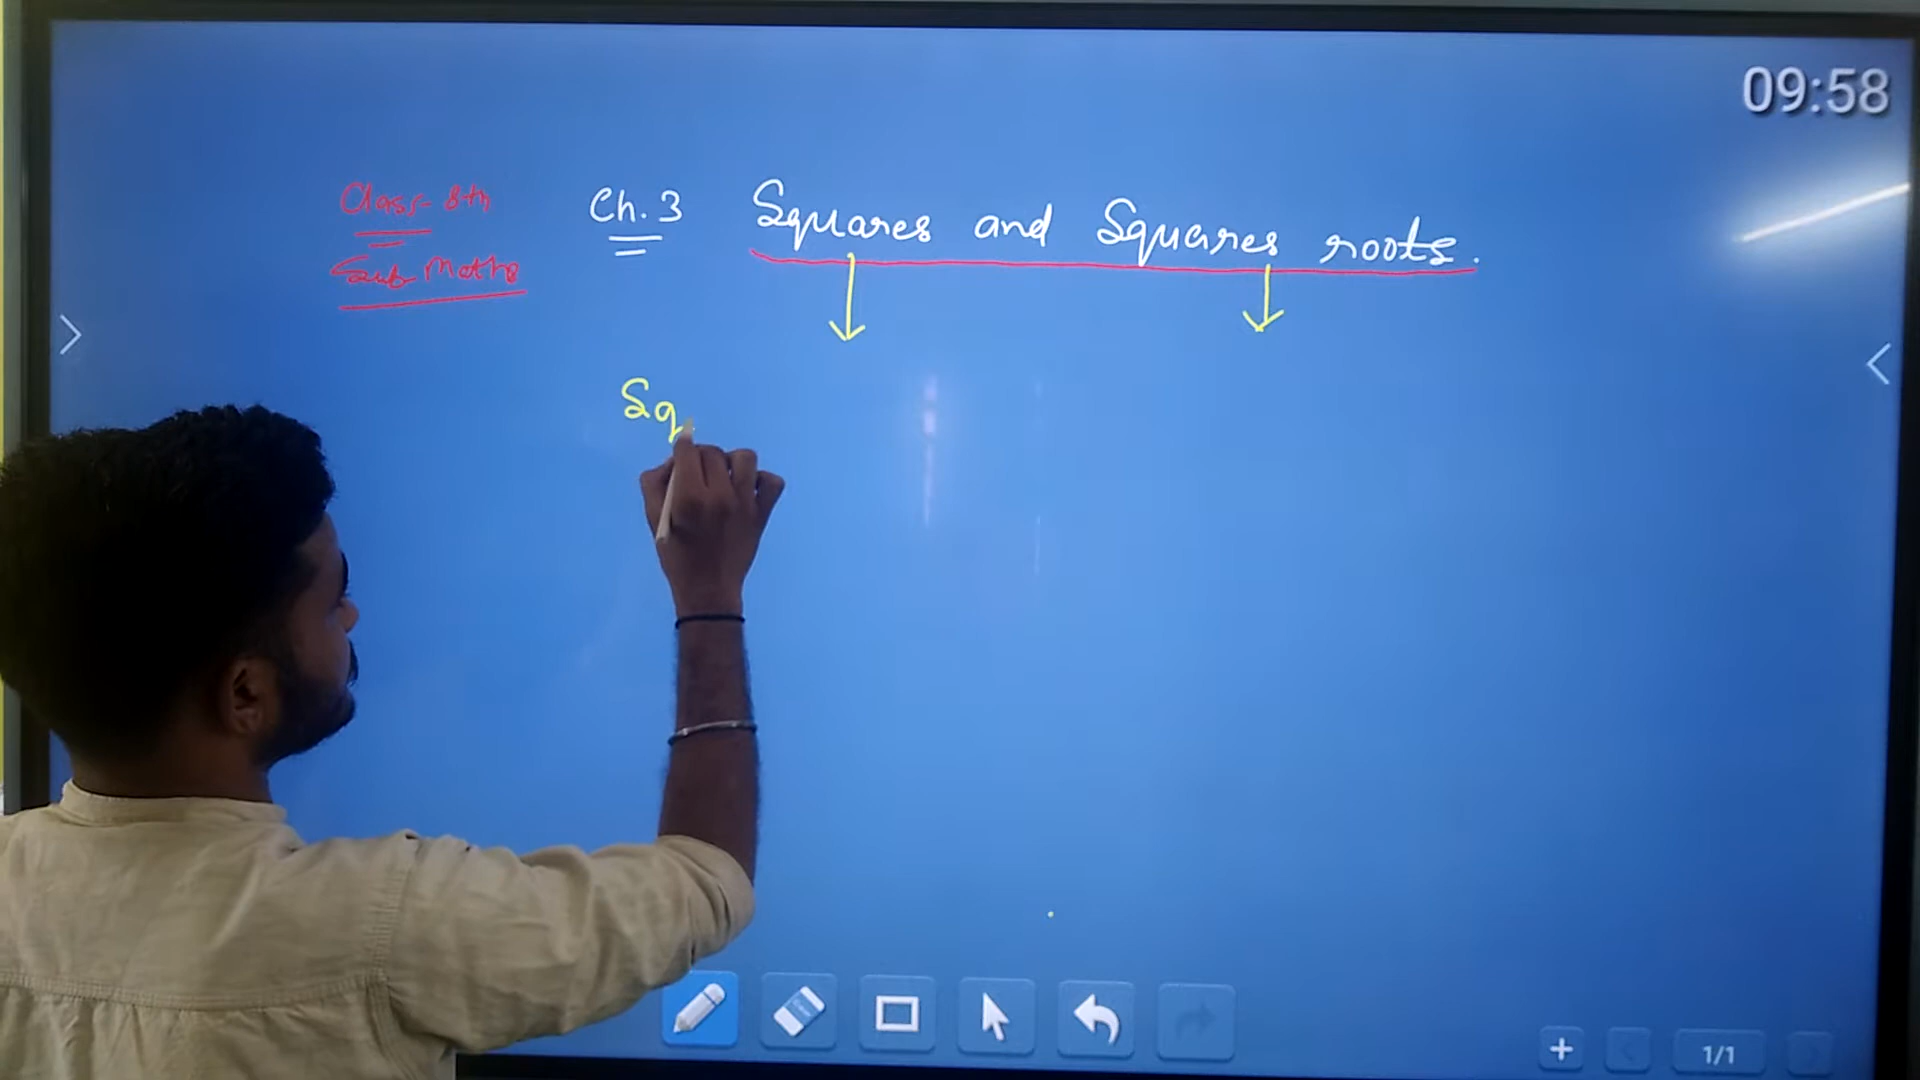 09:58
Class-8th
Sub Maths
Ch.3 Squares and Squares roots.
Sq
1/1